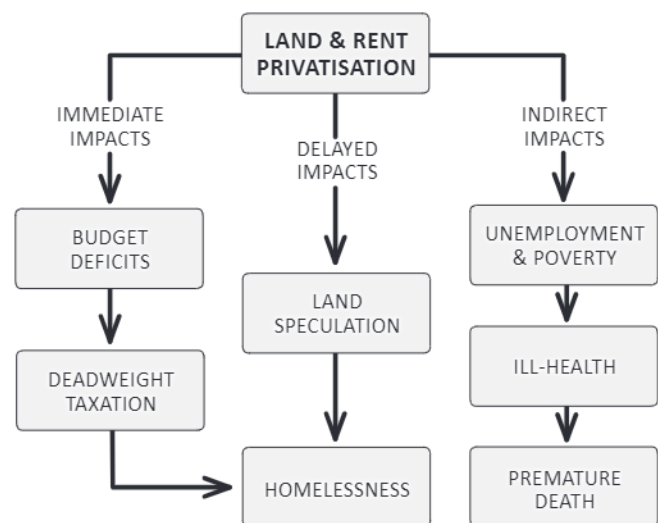 LAND & RENT
PRIVATISATION
IMMEDIATE
IMPACTS
DELAYED
IMPACTS
INDIRECT
IMPACTS
BUDGET
DEFICITS
UNEMPLOYMENT
& POVERTY
LAND
SPECULATION
DEADWEIGHT
TAXATION
ILL-HEALTH
HOMELESSNESS
PREMATURE
DEATH